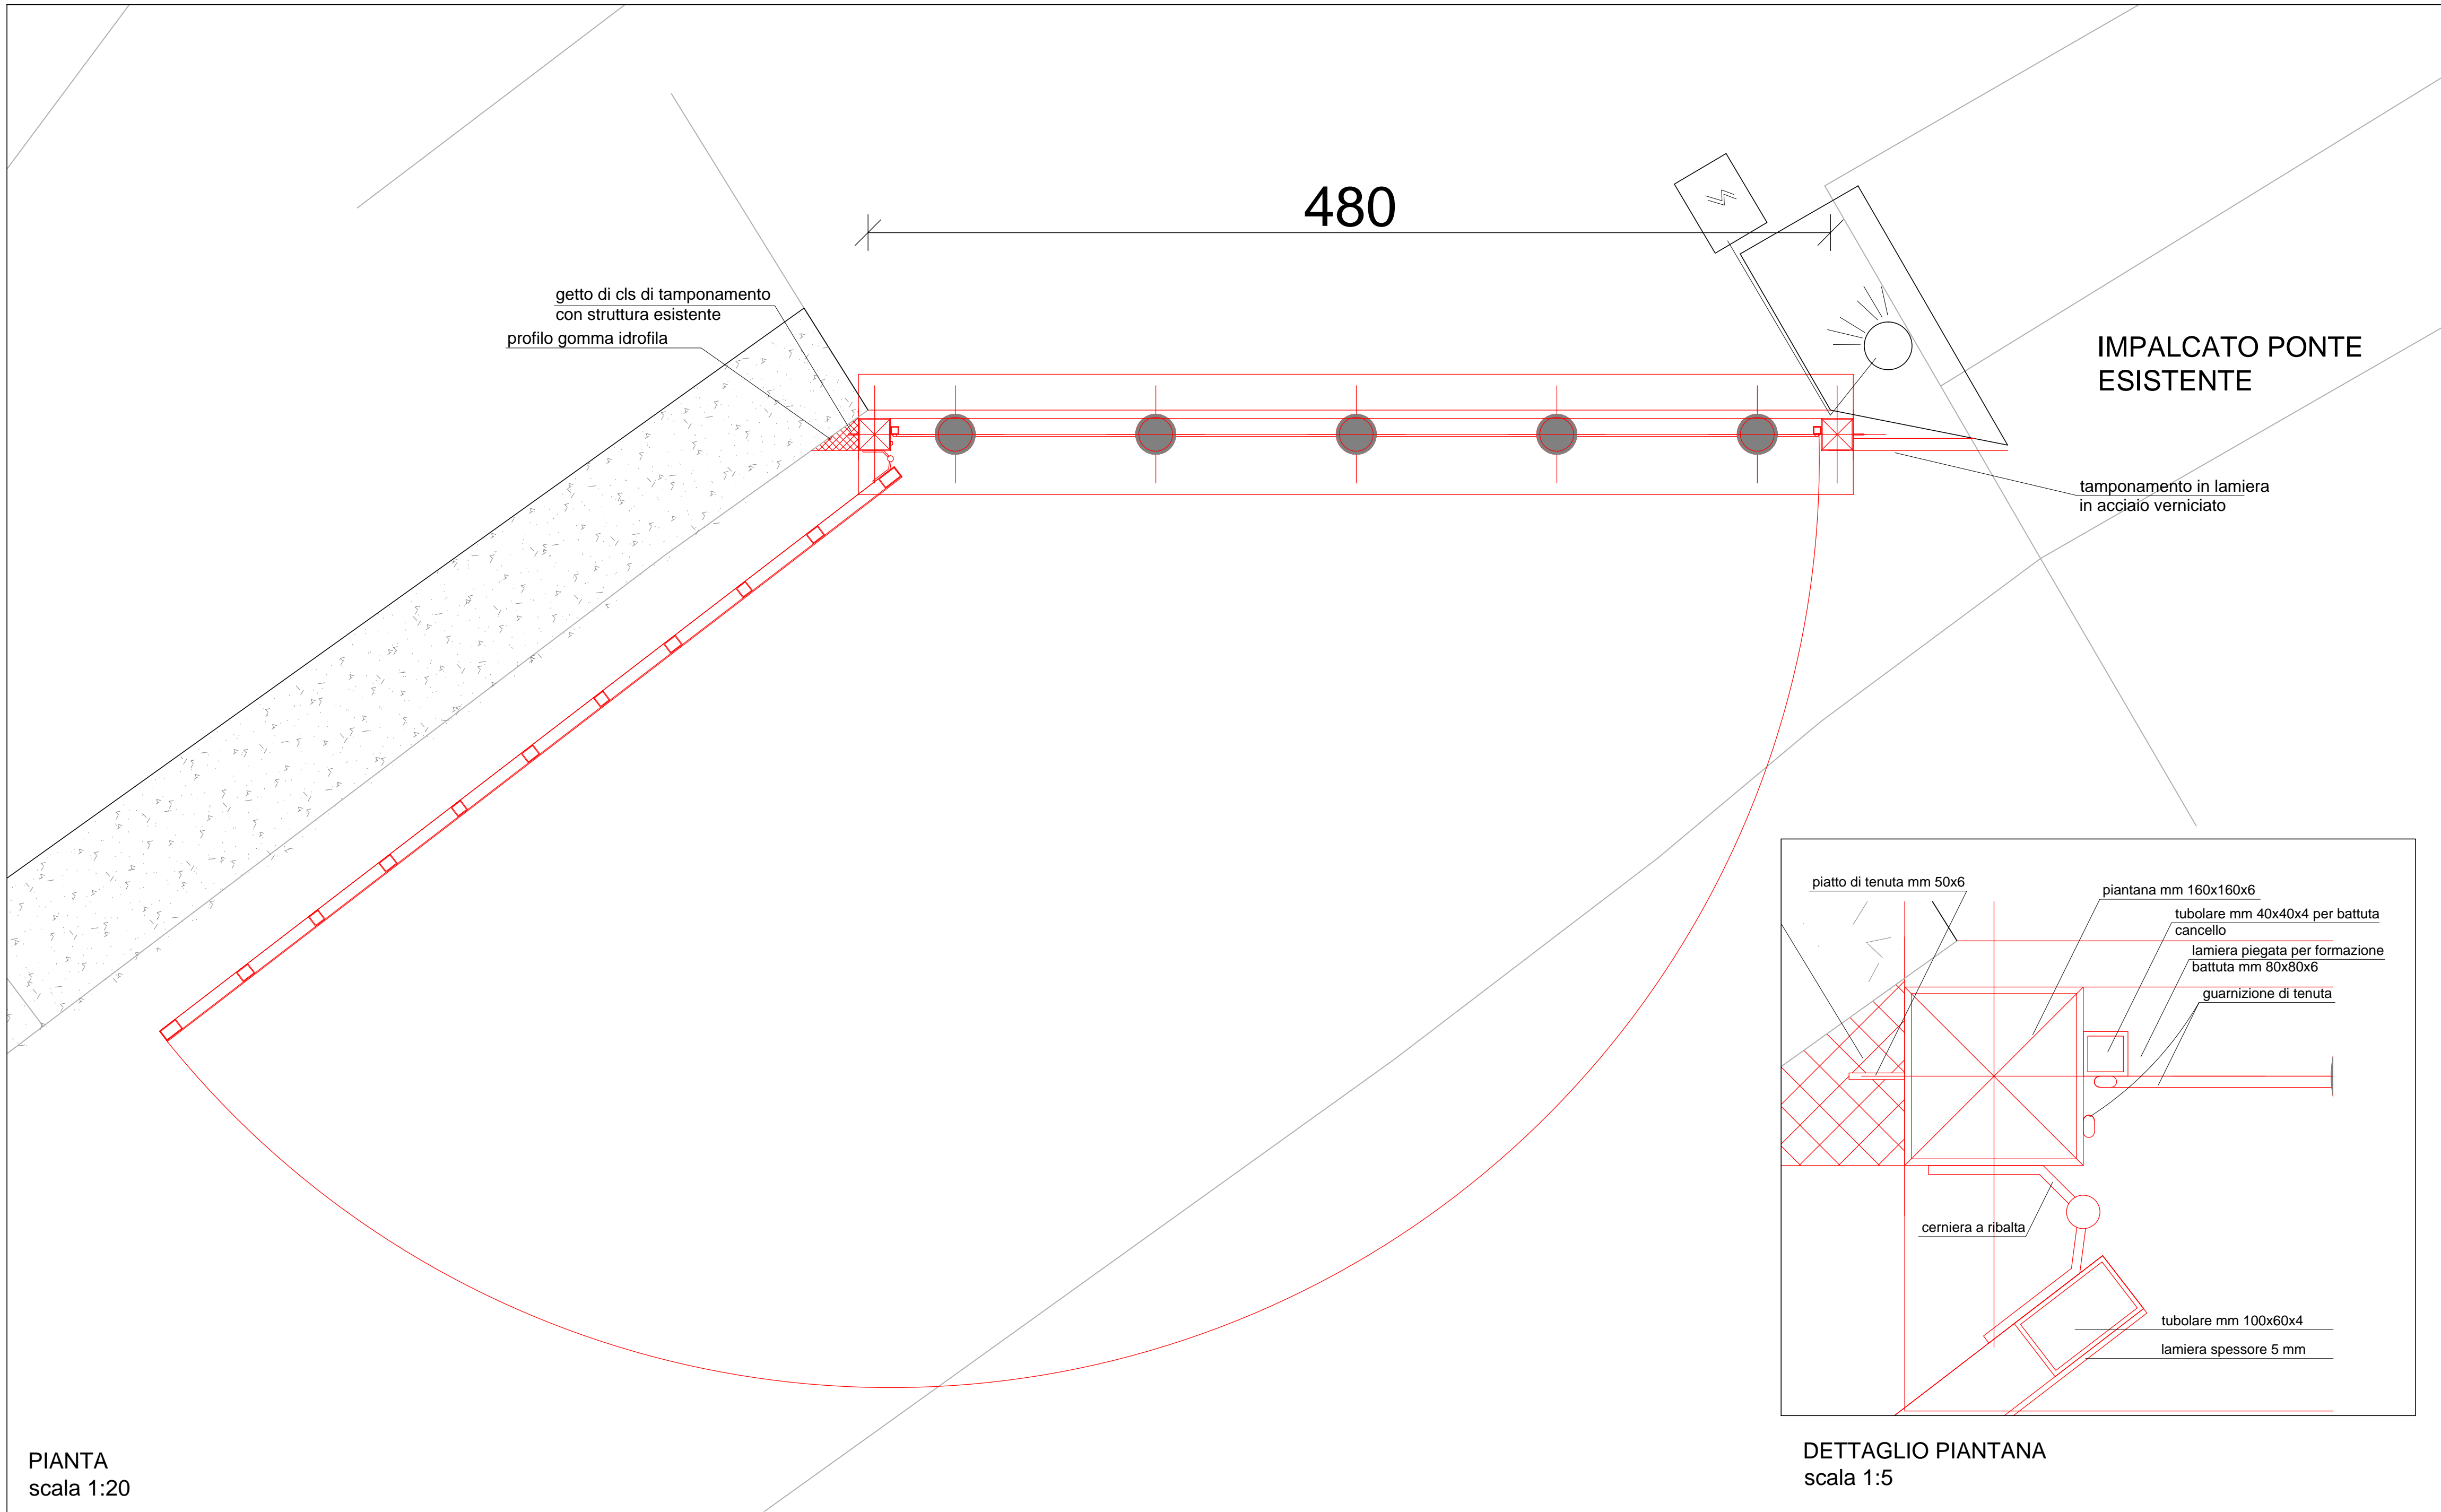 480
getto di cls di tamponamento
con struttura esistente
profilo gomma idrofila
IMPALCATO PONTE
ESISTENTE
tamponamento in lamiera
in acciaio verniciato
piatto di tenuta mm 50x6
piantana mm 160x160x6
tubolare mm 40x40x4 per battuta
cancello
lamiera piegata per formazione
battuta mm 80x80x6
guarnizione di tenuta
cerniera a ribalta
tubolare mm 100x60x4
lamiera spessore 5 mm
PIANTA
scala 1:20
DETTAGLIO PIANTANA
scala 1:5